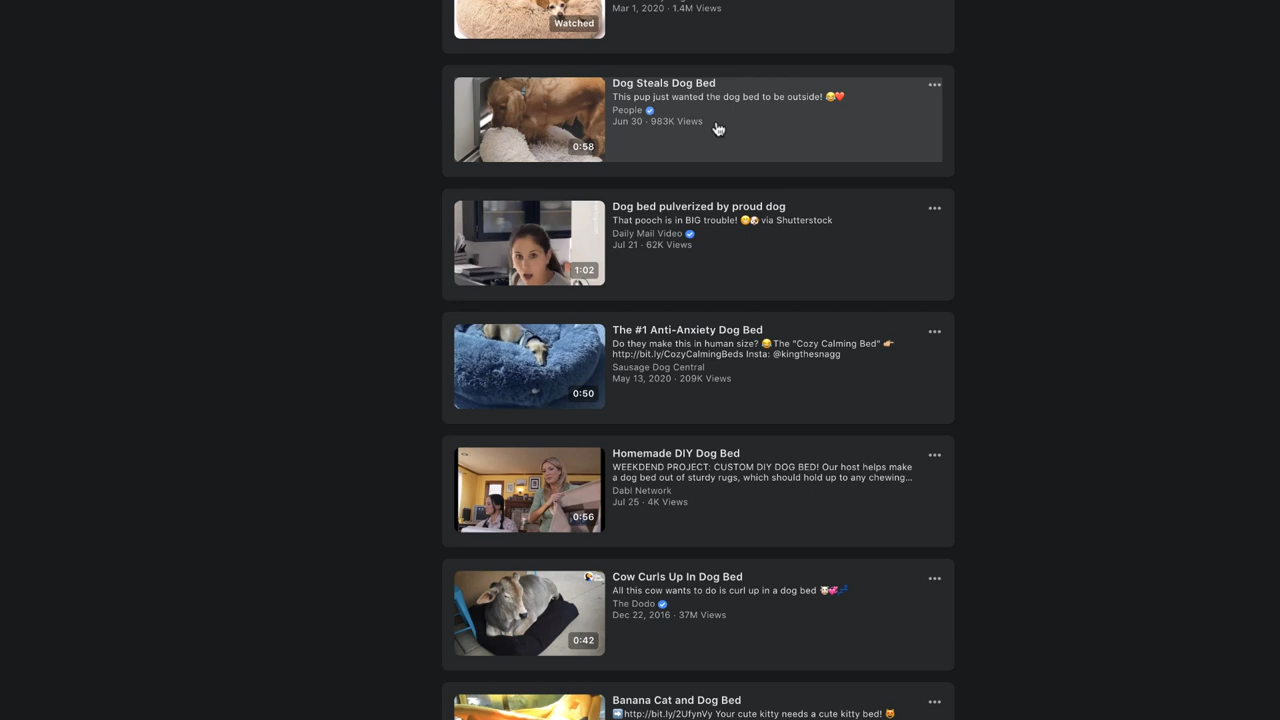 Mar 1, 2020 · 1.4M Views
Watched
Dog Steals Dog Bed
This pup just wanted the dog bed to be outside! 😂❤️
People
Jun 30 · 983K Views
0:58
Dog bed pulverized by proud dog
That pooch is in BIG trouble! 🤭🐶 via Shutterstock
Daily Mail Video
Jul 21 · 62K Views
1:02
The #1 Anti-Anxiety Dog Bed
Do they make this in human size? 😂The "Cozy Calming Bed" 👉
http://bit.ly/CozyCalmingBeds Insta: @kingthesnagg
Sausage Dog Central
May 13, 2020 · 209K Views
0:50
Homemade DIY Dog Bed
WEEKDEND PROJECT: CUSTOM DIY DOG BED! Our host helps make
a dog bed out of sturdy rugs, which should hold up to any chewing...
Dabl Network
Jul 25 · 4K Views
0:56
Cow Curls Up In Dog Bed
All this cow wants to do is curl up in a dog bed 🐮💞💤
The Dodo
Dec 22, 2016 · 37M Views
0:42
Banana Cat and Dog Bed
➡️http://bit.ly/2UfynVy Your cute kitty needs a cute kitty bed! 😻